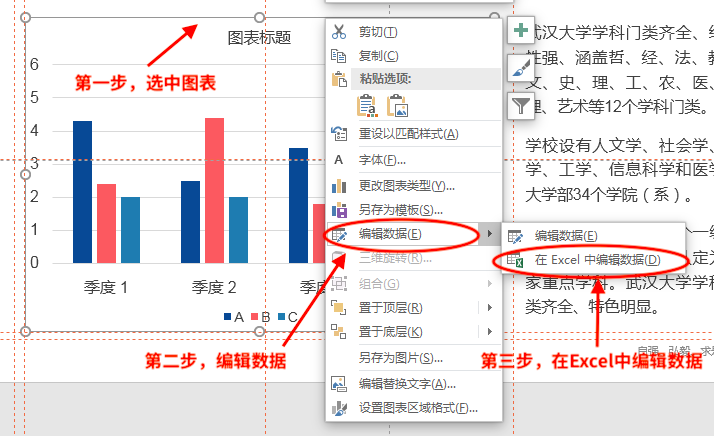 图表标题
第一步，选中图表
6
5
4
3
2
1
0
季度 1
季度 2
季度
A B C
剪切(T)
复制(C)
粘贴选项:
重设以匹配样式(A)
字体(F)...
更改图表类型(Y)...
另存为模板(S)...
编辑数据(E)
三维旋转(R)...
组合(G)
置于顶层(R)
置于底层(K)
另存为图片(S)...
编辑替换文字(A)...
设置图表区域格式(F)...
编辑数据(E)
在 Excel 中编辑数据(D)
第二步，编辑数据
第三步，在Excel中编辑数据
武汉大学学科门类齐全、
性强、涵盖哲、经、法、
文、史、理、工、农、医、
理、艺术等12个学科门类。
学校设有人文学、社会学、
学、工学、信息科学和医学
大学部34个学院（系）。
个一级
认定为
家重点学科。武汉大学学科
类齐全、特色明显。
自强 弘毅 求是